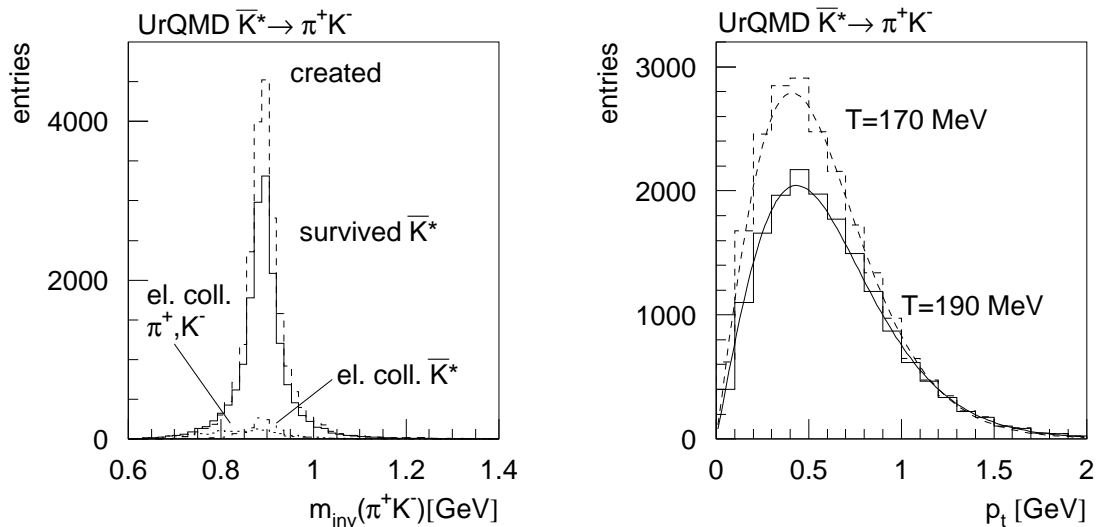 UrQMD K̅*→ π⁺K⁻
entries
created
4000
survived K̅*
2000
el. coll.
π⁺,K⁻
el. coll. K̅*
0
0.6 0.8 1 1.2 1.4
m_inv(π⁺K⁻)[GeV]
UrQMD K̅*→ π⁺K⁻
entries
3000
T=170 MeV
2000
T=190 MeV
1000
0
0 0.5 1 1.5 2
p_t [GeV]